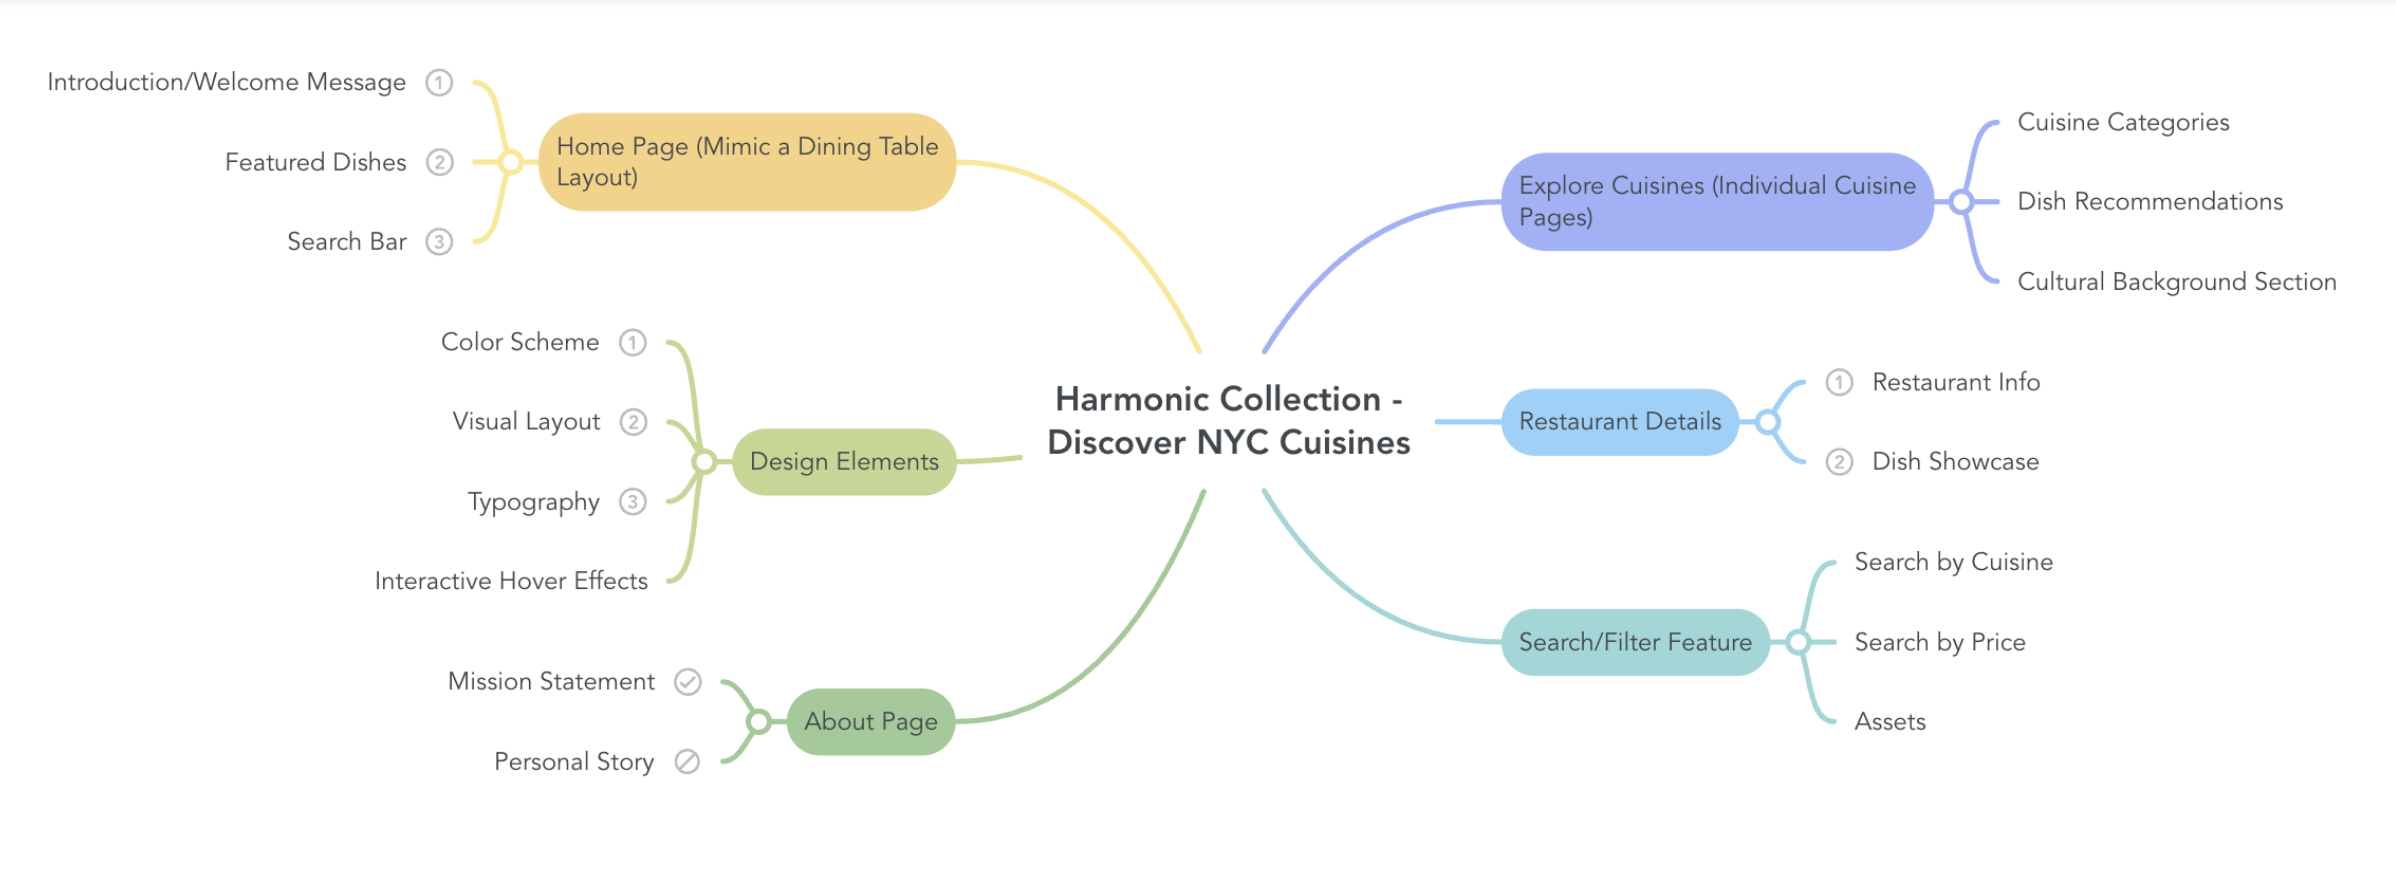 Harmonic Collection -
Discover NYC Cuisines
Home Page (Mimic a Dining Table
Layout)
Introduction/Welcome Message 1
Featured Dishes 2
Search Bar 3
Design Elements
Color Scheme 1
Visual Layout 2
Typography 3
Interactive Hover Effects
About Page
Mission Statement
Personal Story
Explore Cuisines (Individual Cuisine
Pages)
Cuisine Categories
Dish Recommendations
Cultural Background Section
Restaurant Details
1 Restaurant Info
2 Dish Showcase
Search/Filter Feature
Search by Cuisine
Search by Price
Assets